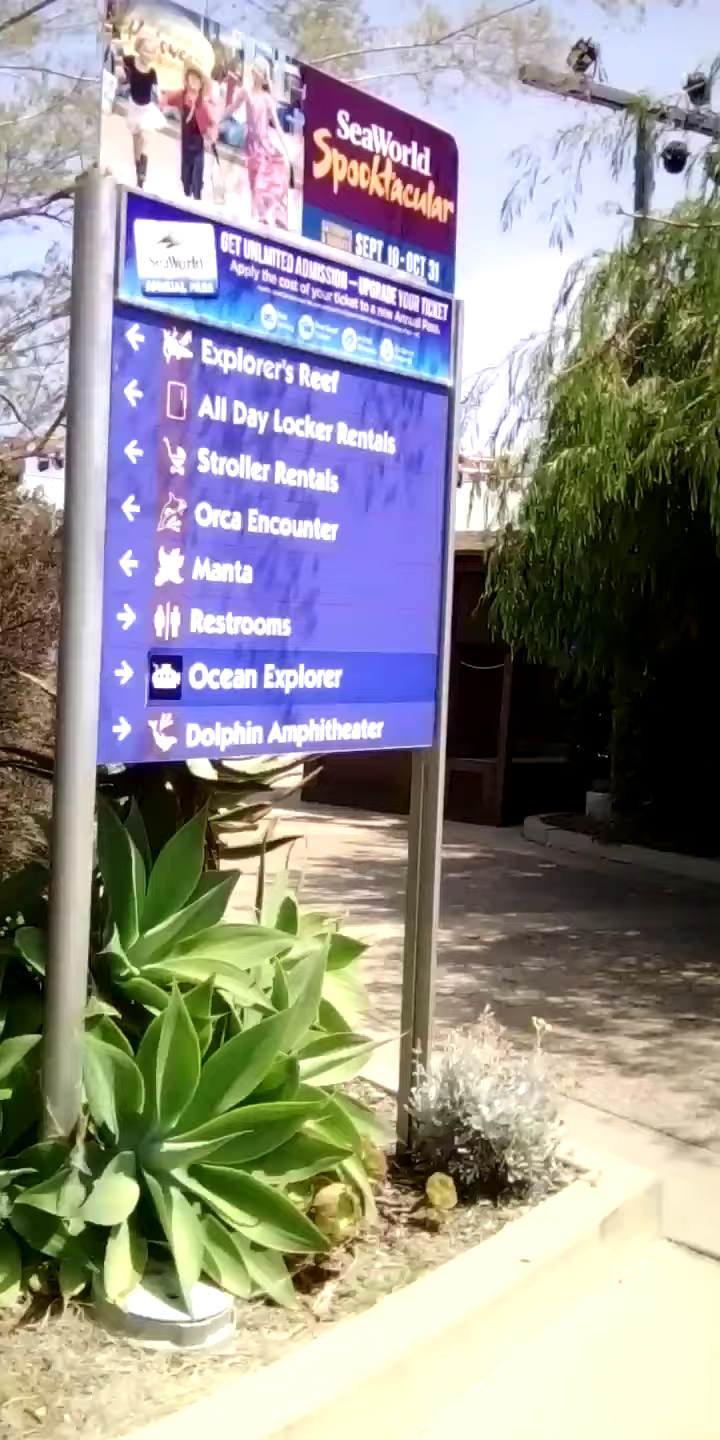 SeaWorld
Spooktacular
SEPT 18-OCT 31
SeaWorld
ANNUAL PASS
GET UNLIMITED ADMISSION—UPGRADE YOUR TICKET
Apply the cost of your ticket to a new Annual Pass.
Explorer's Reef
All Day Locker Rentals
Stroller Rentals
Orca Encounter
Manta
Restrooms
Ocean Explorer
Dolphin Amphitheater